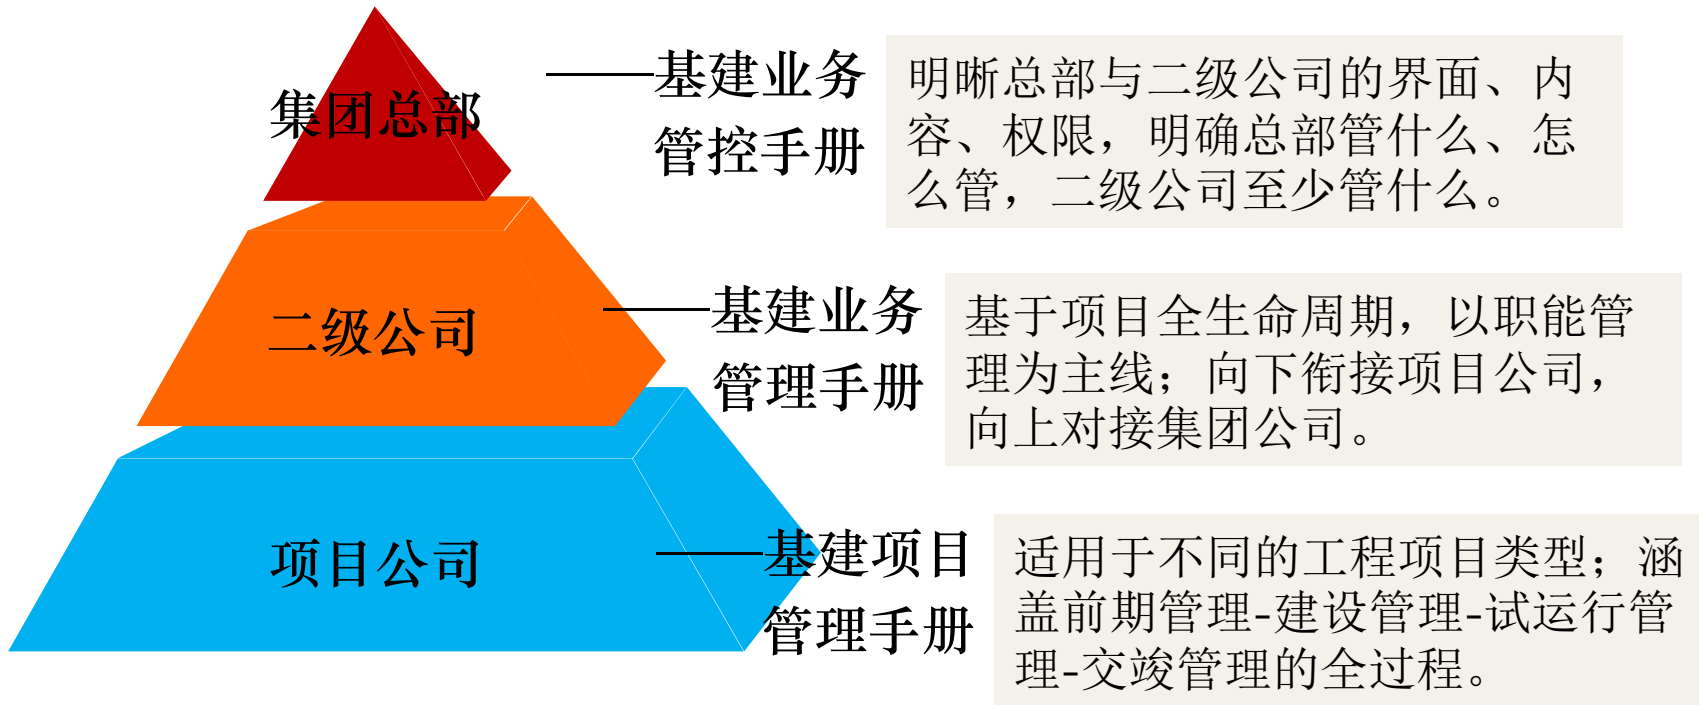 集团总部
基建业务
管控手册
明晰总部与二级公司的界面、内
容、权限，明确总部管什么、怎
么管，二级公司至少管什么。
二级公司
基建业务
管理手册
基于项目全生命周期，以职能管
理为主线；向下衔接项目公司，
向上对接集团公司。
项目公司
基建项目
管理手册
适用于不同的工程项目类型；涵
盖前期管理-建设管理-试运行管
理-交竣管理的全过程。